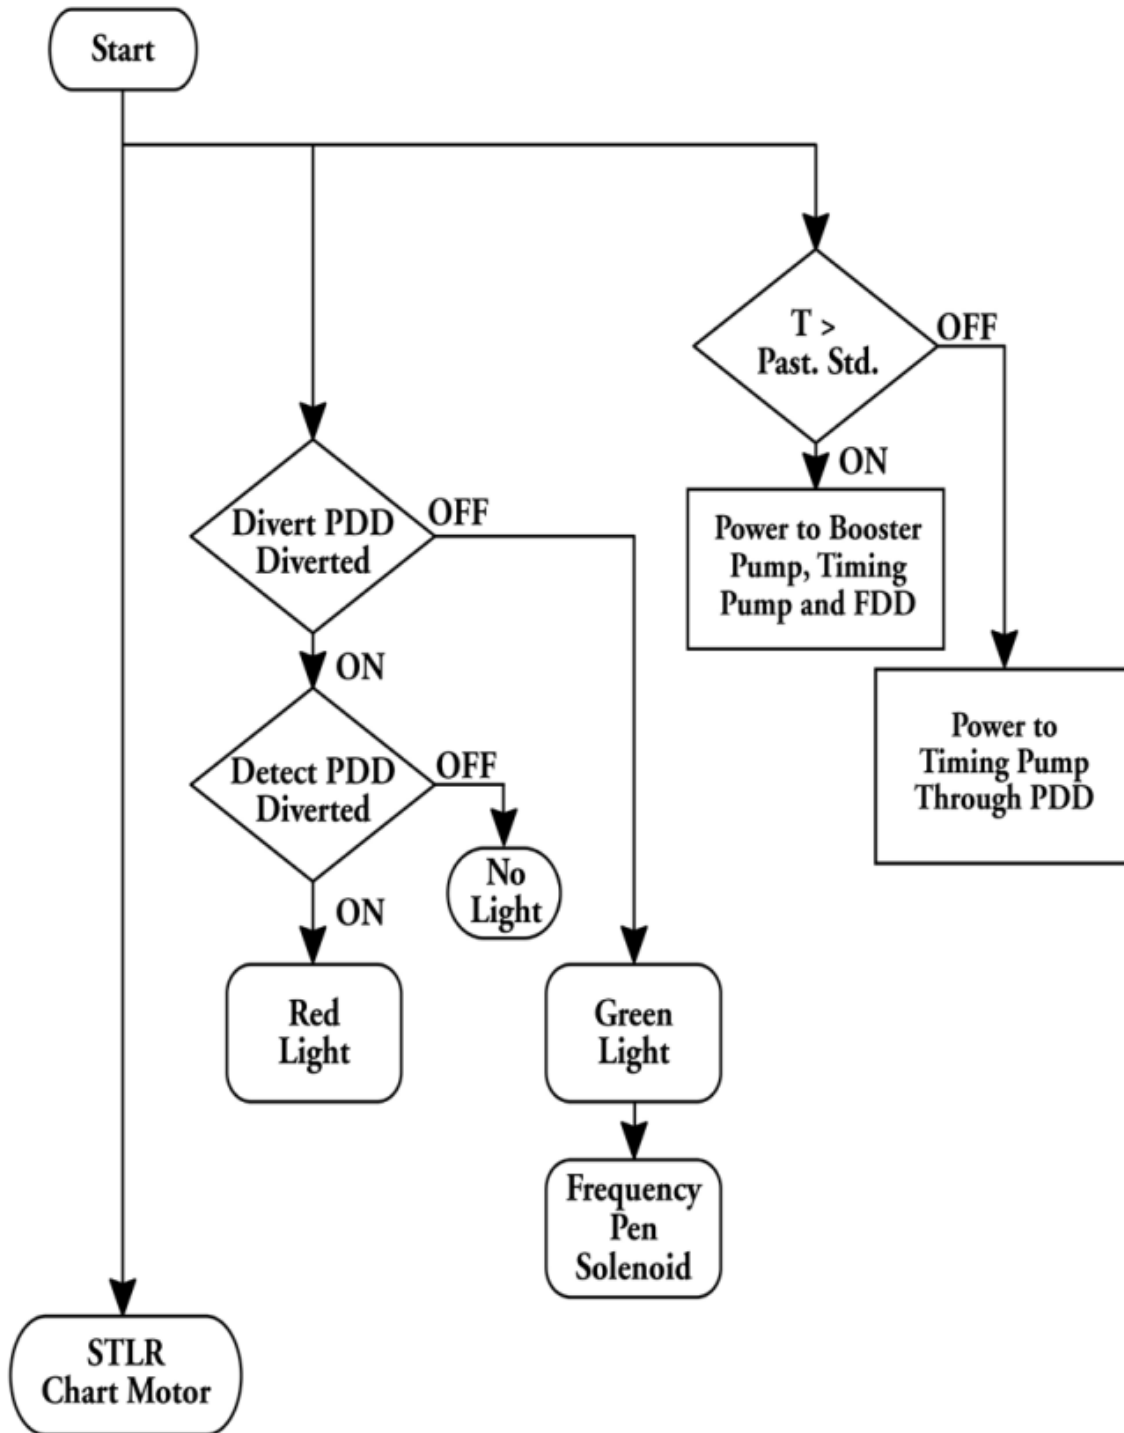 Start
T >
Past. Std.
OFF
ON
Power to Booster
Pump, Timing
Pump and FDD
Divert PDD
Diverted
OFF
ON
Power to
Timing Pump
Through PDD
Detect PDD
Diverted
OFF
No
Light
ON
Red
Light
Green
Light
Frequency
Pen
Solenoid
STLR
Chart Motor